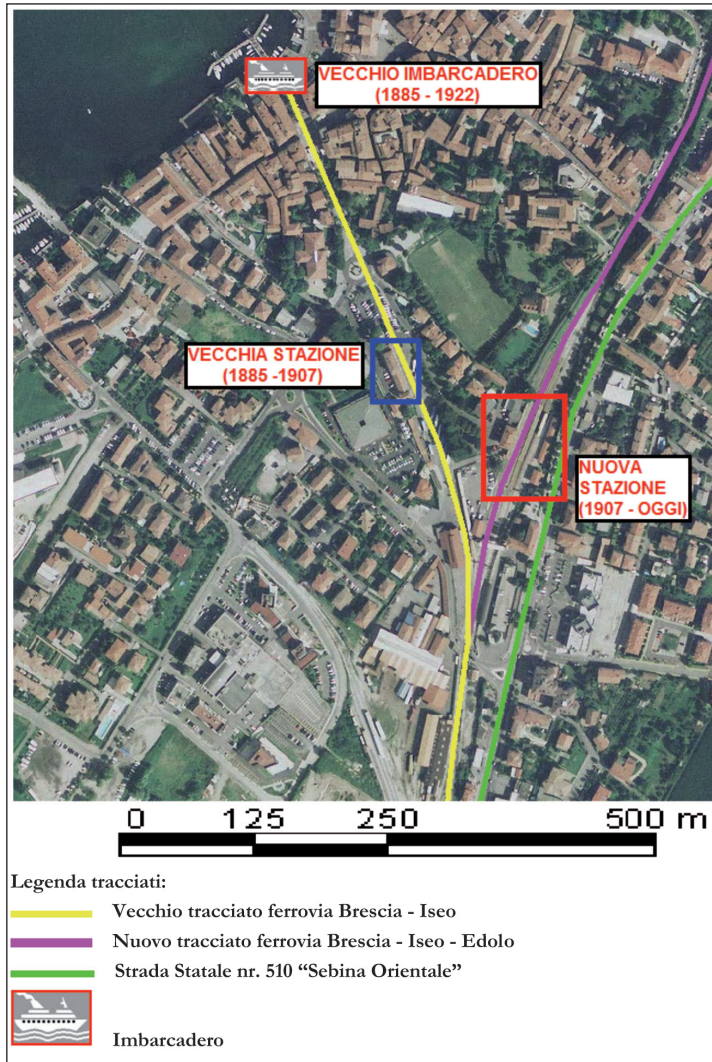 VECCHIO IMBARCADERO
(1885 - 1922)
VECCHIA STAZIONE
(1885 -1907)
NUOVA
STAZIONE
(1907 - OGGI)
0 125 250 500 m
Legenda tracciati:
Vecchio tracciato ferrovia Brescia - Iseo
Nuovo tracciato ferrovia Brescia - Iseo - Edolo
Strada Statale nr. 510 “Sebina Orientale”
Imbarcadero